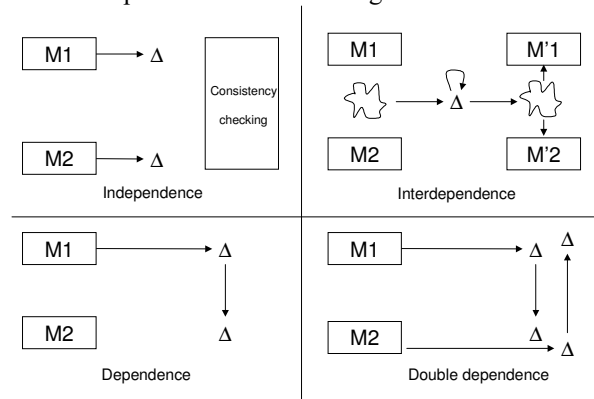 M1 Δ
Consistency
checking
M2 Δ
Independence
M1 M'1
Δ
M2 M'2
Interdependence
M1 Δ
M2 Δ
Dependence
M1 Δ Δ
M2 Δ Δ
Double dependence